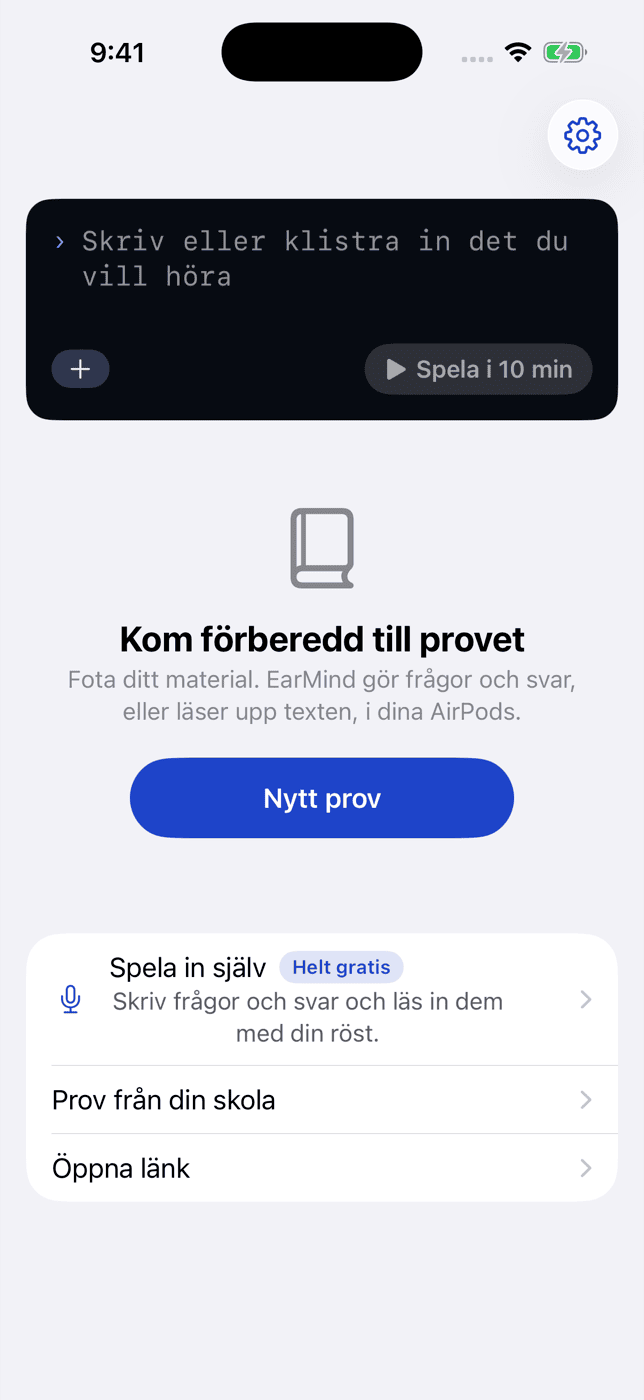 9:41
› Skriv eller klistra in det du
vill höra
Spela i 10 min
Kom förberedd till provet
Fota ditt material. EarMind gör frågor och svar,
eller läser upp texten, i dina AirPods.
Nytt prov
Spela in själv Helt gratis
Skriv frågor och svar och läs in dem
med din röst.
Prov från din skola
Öppna länk